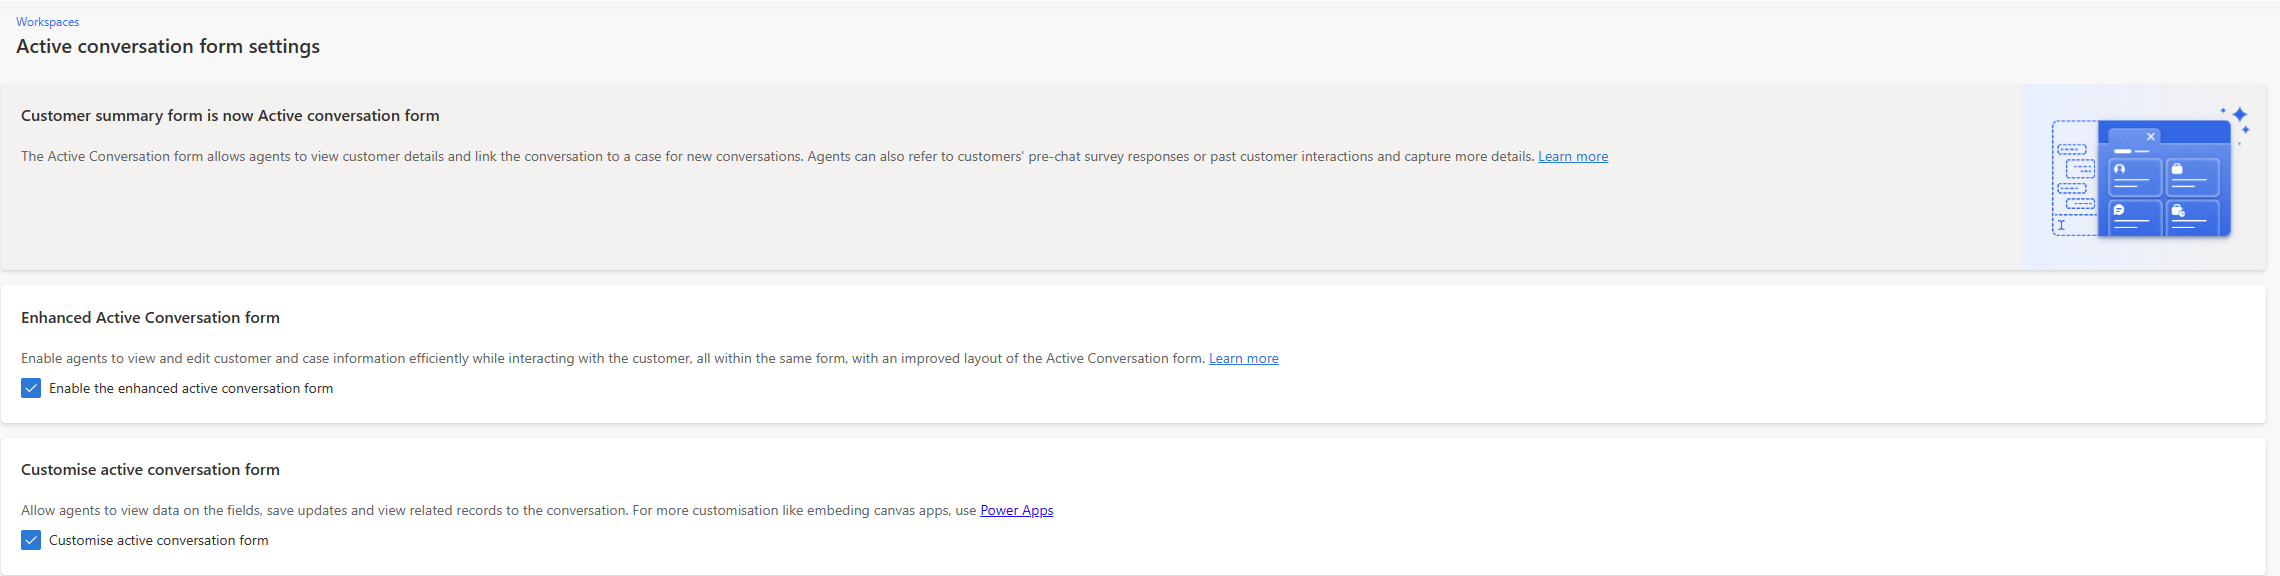 Workspaces
Active conversation form settings
Customer summary form is now Active conversation form
The Active Conversation form allows agents to view customer details and link the conversation to a case for new conversations. Agents can also refer to customers' pre-chat survey responses or past customer interactions and capture more details. Learn more
Enhanced Active Conversation form
Enable agents to view and edit customer and case information efficiently while interacting with the customer, all within the same form, with an improved layout of the Active Conversation form. Learn more
Enable the enhanced active conversation form
Customise active conversation form
Allow agents to view data on the fields, save updates and view related records to the conversation. For more customisation like embeding canvas apps, use Power Apps
Customise active conversation form